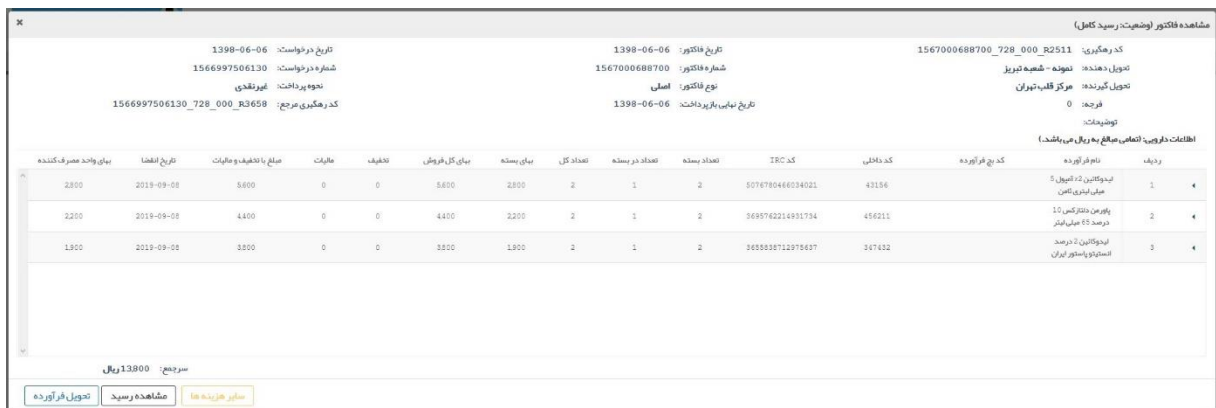 مشاهده فاکتور (وضعیت: رسید کامل)
کد رهگیری: 1567000688700_728_000_R2511
تاریخ فاکتور: 1398-06-06
تاریخ درخواست: 1398-06-06
تحویل دهنده: نمونه - شعبه تبریز
شماره فاکتور: 1567000688700
شماره درخواست: 1566997506130
تحویل گیرنده: مرکز قلب تهران
نوع فاکتور: اصلی
نحوه پرداخت: غیرنقدی
فرجه: 0
تاریخ نهایی بازپرداخت: 1398-06-06
کد رهگیری مرجع: 1566997506130_728_000_R3658
توضیحات:
اطلاعات دارویی: (تمامی مبالغ به ریال می باشد.)
ردیف نام فرآورده کد بچ فرآورده کد داخلی کد IRC تعداد بسته تعداد در بسته تعداد کل بهای بسته بهای کل فروش تخفیف مالیات مبلغ با تخفیف و مالیات تاریخ انقضا بهای واحد مصرف کننده
1 لیدوکائین 2٪ آمپول 5 میلی لیتری ثامن 43156 5076780466034021 2 1 2 2,800 5,600 0 0 5,600 2019-09-08 2,800
2 پاورمن دنتاژکس 10 درصد 65 میلی لیتر 456211 3695762214931734 2 1 2 2,200 4,400 0 0 4,400 2019-09-08 2,200
3 لیدوکائین 2 درصد انستیتو پاستور ایران 347432 3655838712975637 2 1 2 1,900 3,800 0 0 3,800 2019-09-08 1,900
سرجمع: 13,800 ریال
سایر هزینه ها
مشاهده رسید
تحویل فرآورده